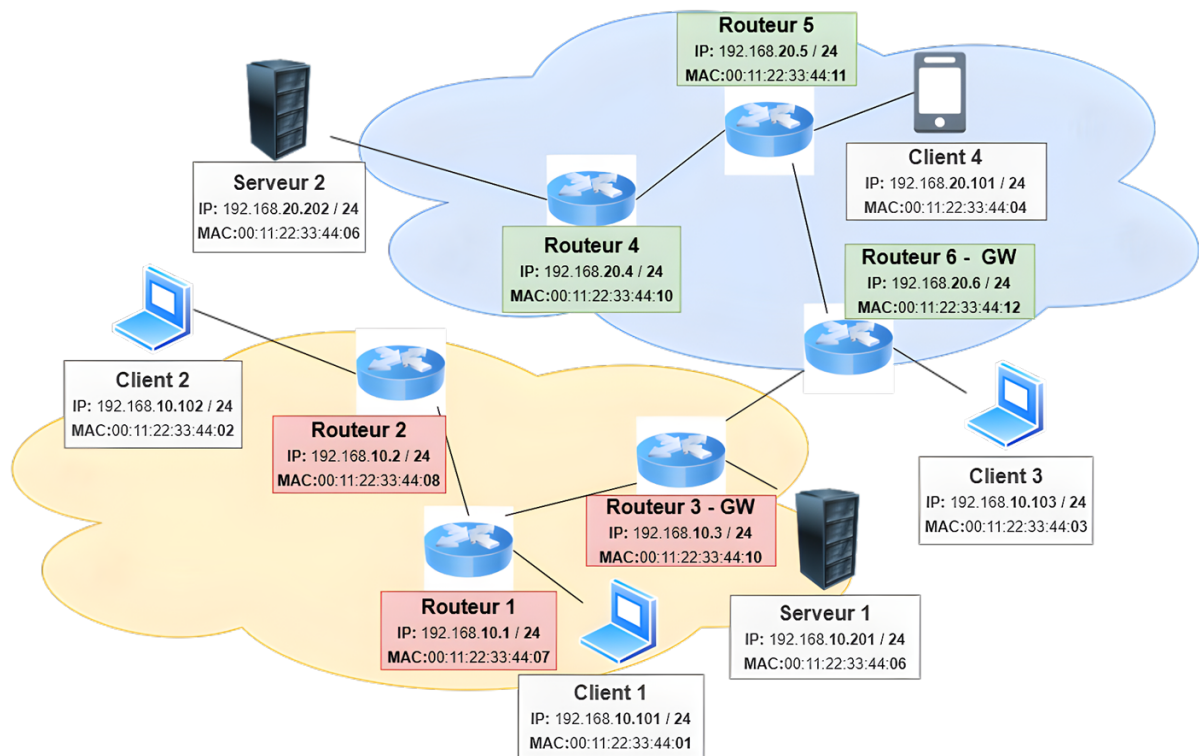 Routeur 5
IP: 192.168.20.5 / 24
MAC:00:11:22:33:44:11
Serveur 2
IP: 192.168.20.202 / 24
MAC:00:11:22:33:44:06
Client 4
IP: 192.168.20.101 / 24
MAC:00:11:22:33:44:04
Routeur 4
IP: 192.168.20.4 / 24
MAC:00:11:22:33:44:10
Routeur 6 - GW
IP: 192.168.20.6 / 24
MAC:00:11:22:33:44:12
Client 2
IP: 192.168.10.102 / 24
MAC:00:11:22:33:44:02
Routeur 2
IP: 192.168.10.2 / 24
MAC:00:11:22:33:44:08
Client 3
IP: 192.168.10.103 / 24
MAC:00:11:22:33:44:03
Routeur 3 - GW
IP: 192.168.10.3 / 24
MAC:00:11:22:33:44:10
Routeur 1
IP: 192.168.10.1 / 24
MAC:00:11:22:33:44:07
Serveur 1
IP: 192.168.10.201 / 24
MAC:00:11:22:33:44:06
Client 1
IP: 192.168.10.101 / 24
MAC:00:11:22:33:44:01